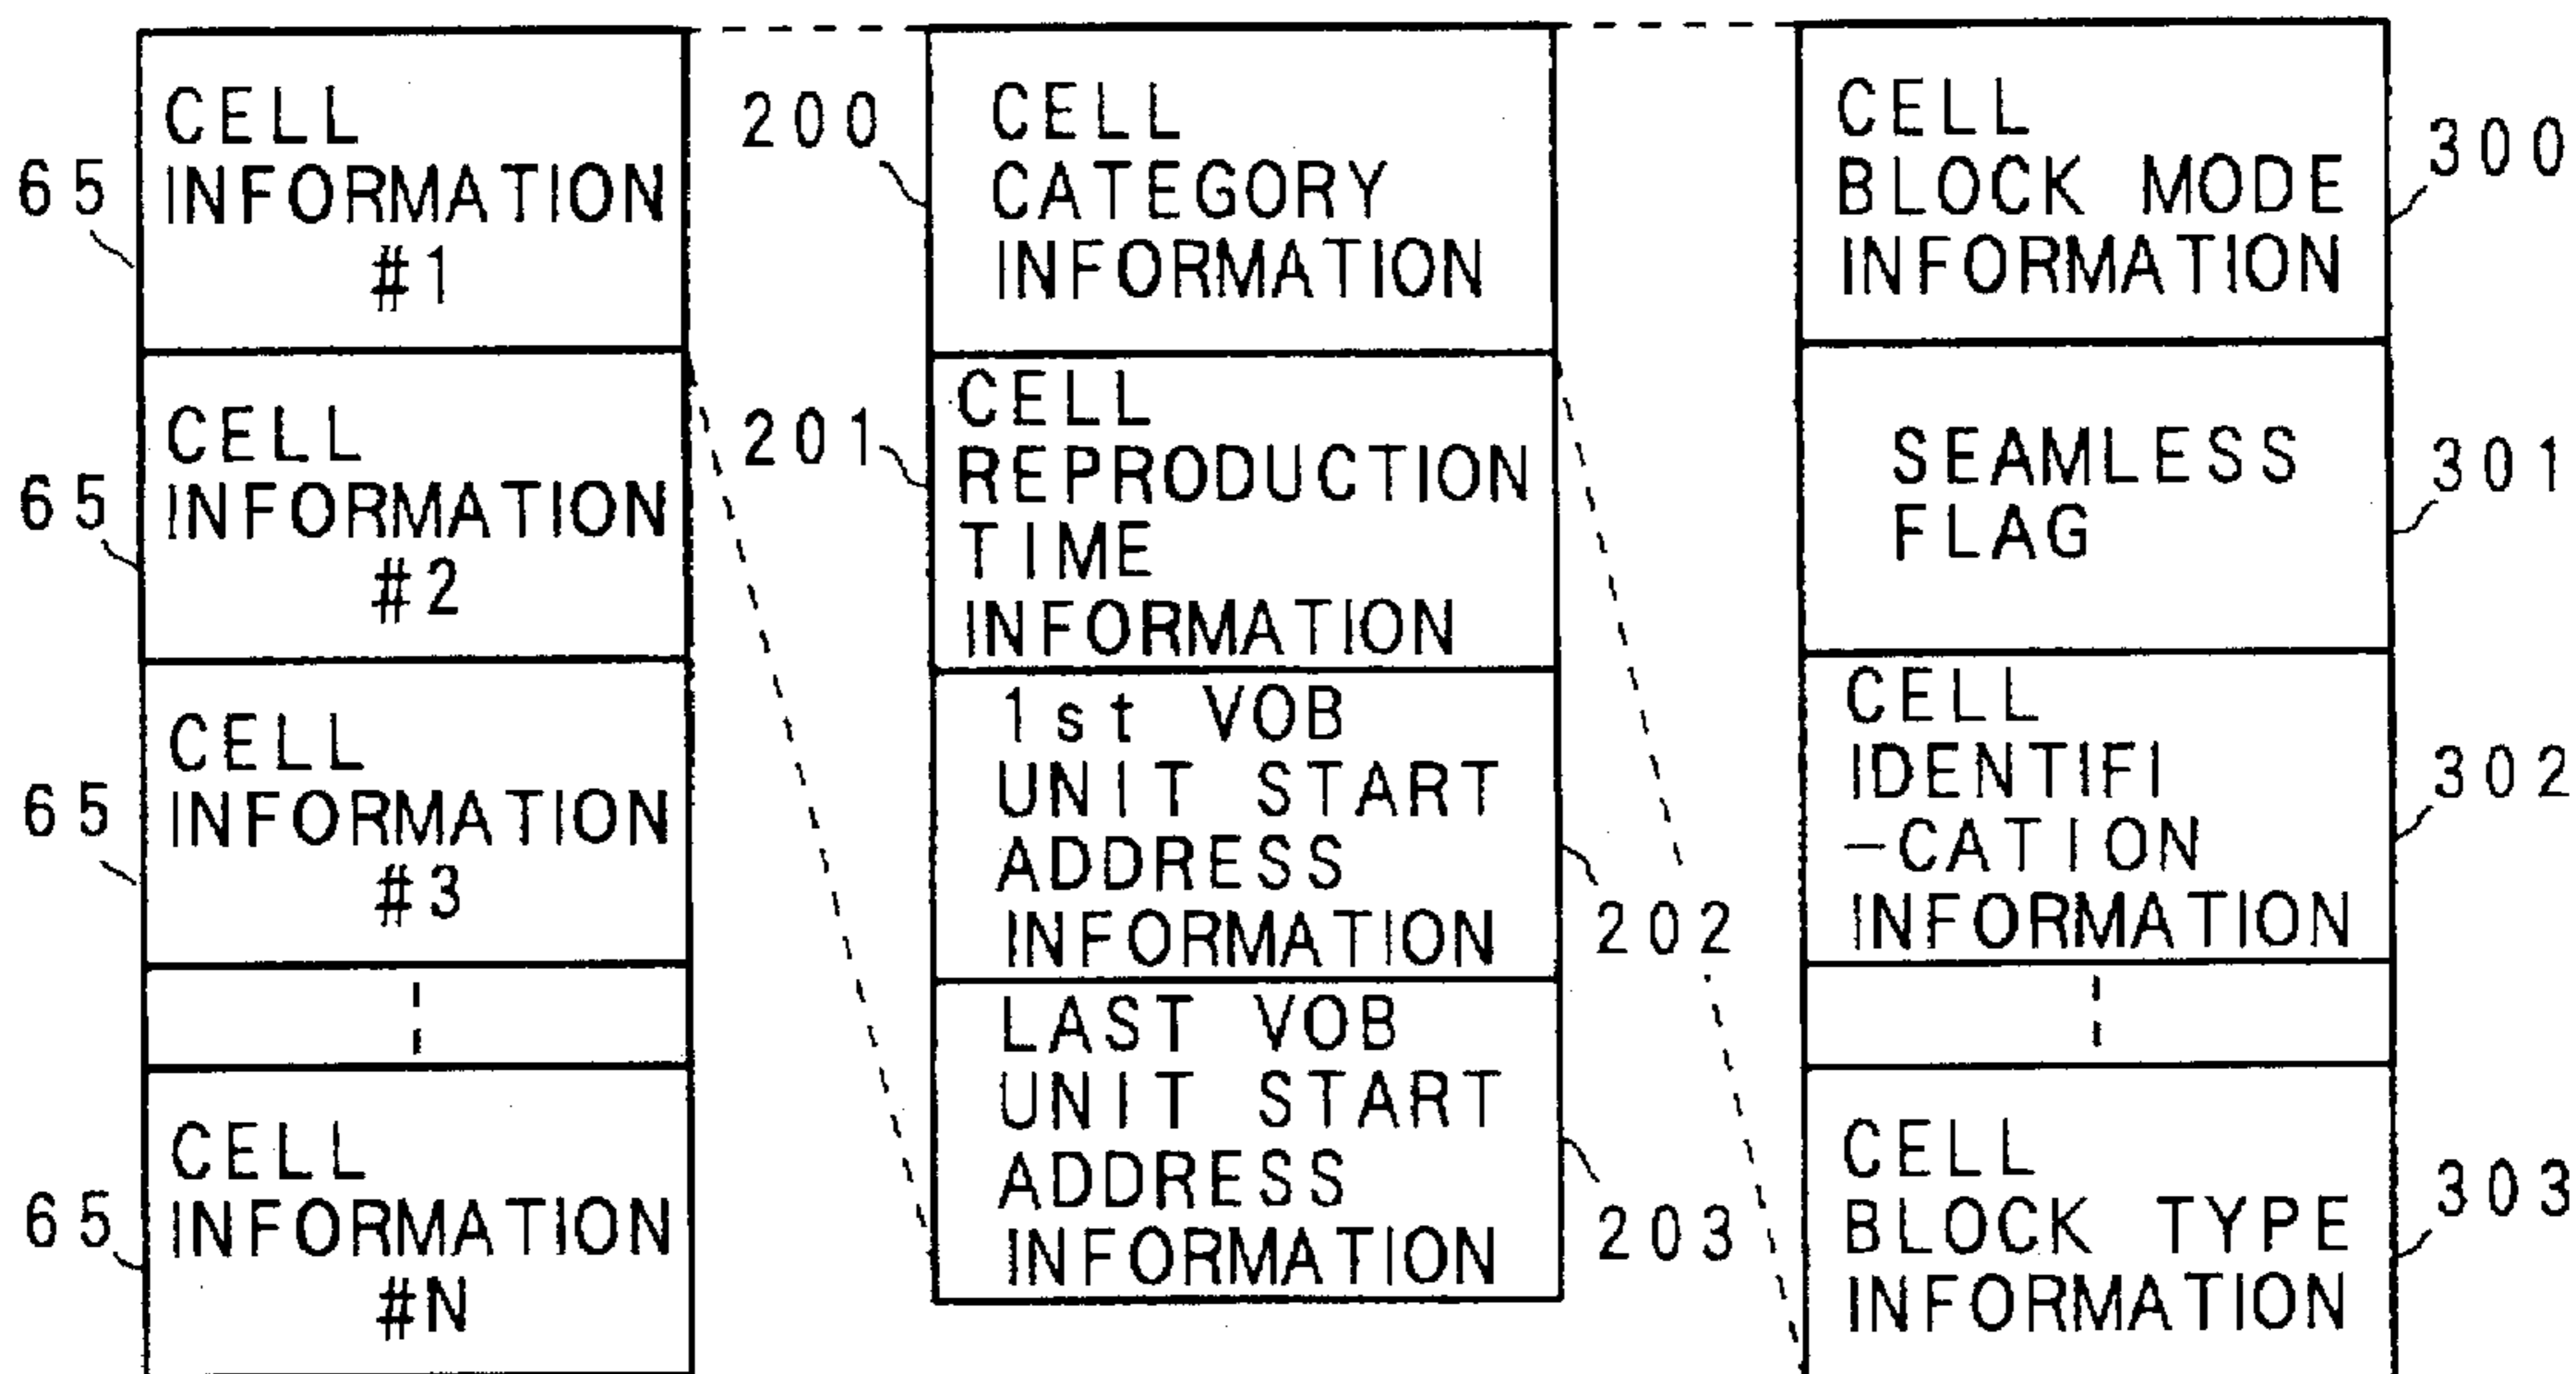 65
CELL
INFORMATION
#1
65
CELL
INFORMATION
#2
65
CELL
INFORMATION
#3
65
CELL
INFORMATION
#N
200
CELL
CATEGORY
INFORMATION
201
CELL
REPRODUCTION
TIME
INFORMATION
1st VOB
UNIT START
ADDRESS
INFORMATION
202
LAST VOB
UNIT START
ADDRESS
INFORMATION
203
CELL
BLOCK MODE
INFORMATION
300
SEAMLESS
FLAG
301
CELL
IDENTIFI
-CATION
INFORMATION
302
CELL
BLOCK TYPE
INFORMATION
303